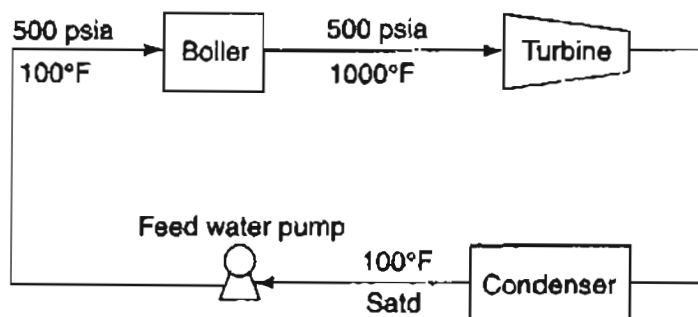 500 psia
100°F
Boller
500 psia
1000°F
Turbine
Feed water pump
100°F
Satd
Condenser